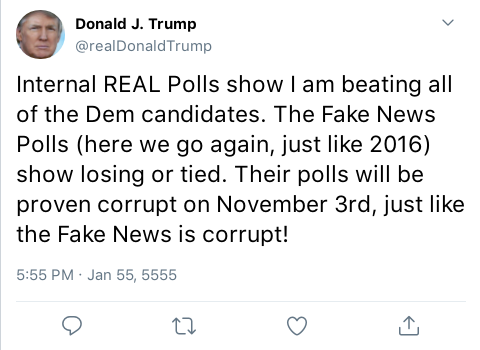 Donald J. Trump
@realDonaldTrump
Internal REAL Polls show I am beating all
of the Dem candidates. The Fake News
Polls (here we go again, just like 2016)
show losing or tied. Their polls will be
proven corrupt on November 3rd, just like
the Fake News is corrupt!
5:55 PM · Jan 55, 5555